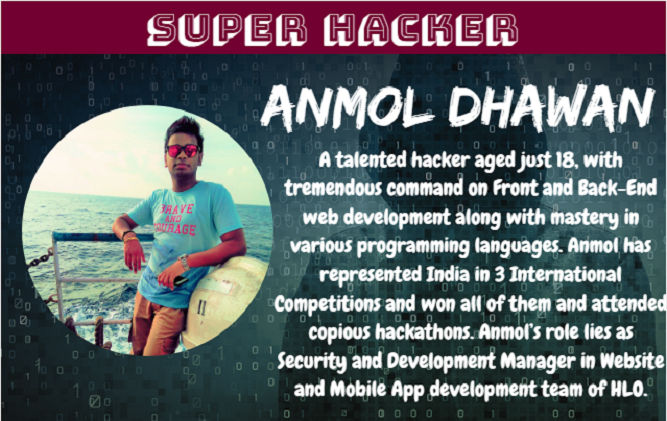 SUPER HACKER
ANMOL DHAWAN
A talented hacker aged just 18, with
tremendous command on Front and Back-End
web development along with mastery in
various programming languages. Anmol has
represented India in 3 International
Competitions and won all of them and attended
copious hackathons. Anmol's role lies as
Security and Development Manager in Website
and Mobile App development team of HLO.
BRAVE
AND
COURAGE